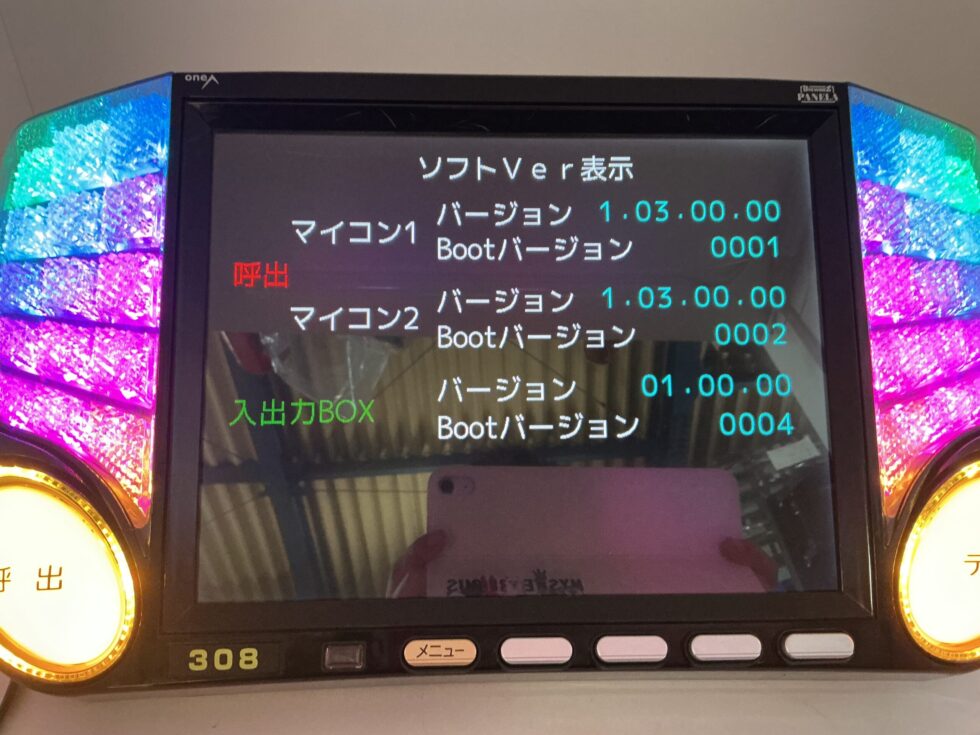 oneA
PANELA
ソフトＶｅｒ表示
マイコン1 バージョン 1.03.00.00
Bootバージョン 0001
呼出
マイコン2 バージョン 1.03.00.00
Bootバージョン 0002
入出力BOX バージョン 01.00.00
Bootバージョン 0004
呼 出
デ
308 メニュー